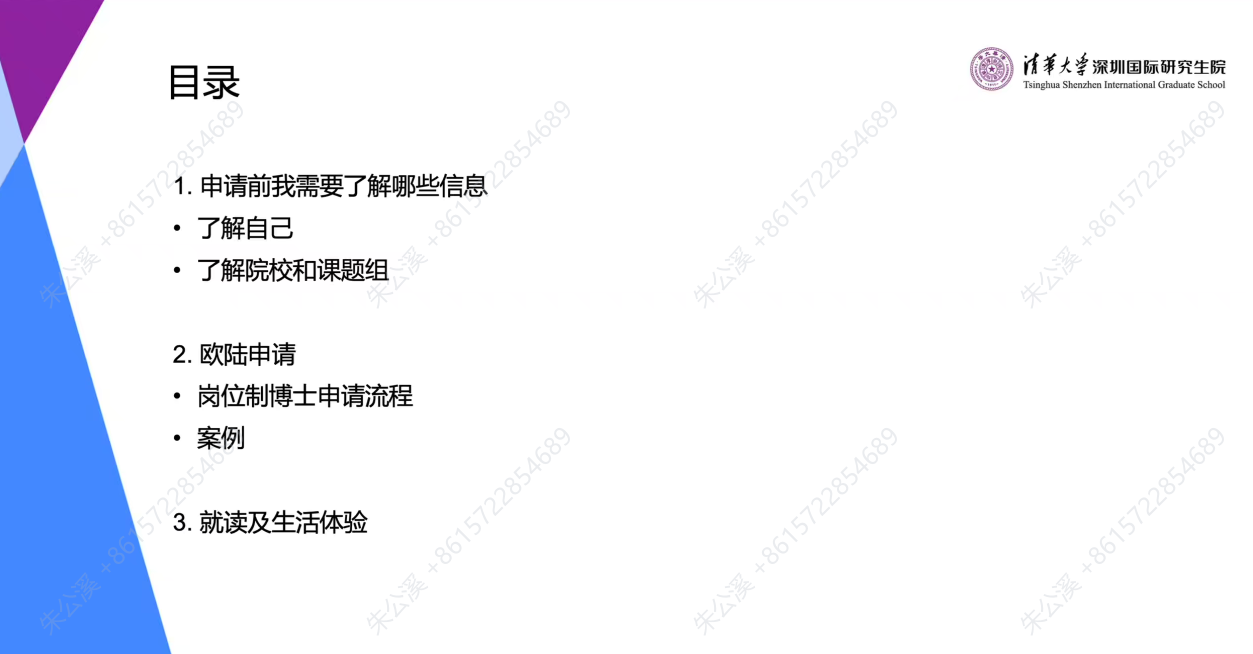 目录
清华大学深圳国际研究生院
Tsinghua Shenzhen International Graduate School
1. 申请前我需要了解哪些信息
• 了解自己
• 了解院校和课题组
2. 欧陆申请
• 岗位制博士申请流程
• 案例
3. 就读及生活体验
朱公溪 +8615722854689
朱公溪 +8615722854689
朱公溪 +8615722854689
朱公溪 +8615722854689
朱公溪 +8615722854689
朱公溪 +8615722854689
朱公溪 +8615722854689
朱公溪 +8615722854689